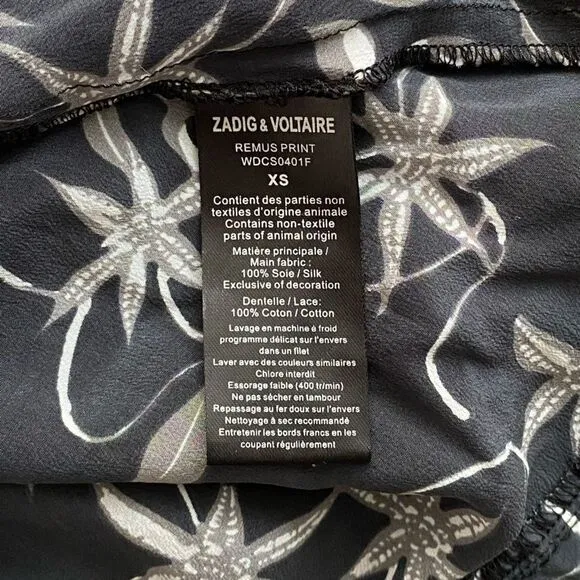 ZADIG & VOLTAIRE
REMUS PRINT
WDCS0401F
XS
Contient des parties non
textiles d'origine animale
Contains non-textile
parts of animal origin
Matière principale /
Main fabric :
100% Soie / Silk
Exclusive of decoration
Dentelle / Lace:
100% Coton / Cotton
Lavage en machine à froid
programme délicat sur l'envers
dans un filet
Laver avec des couleurs similaires
Chlore interdit
Essorage faible (400 tr/min)
Ne pas sécher en tambour
Repassage au fer doux sur l'envers
Nettoyage à sec recommandé
Entretenir les bords francs en les
coupant régulièrement